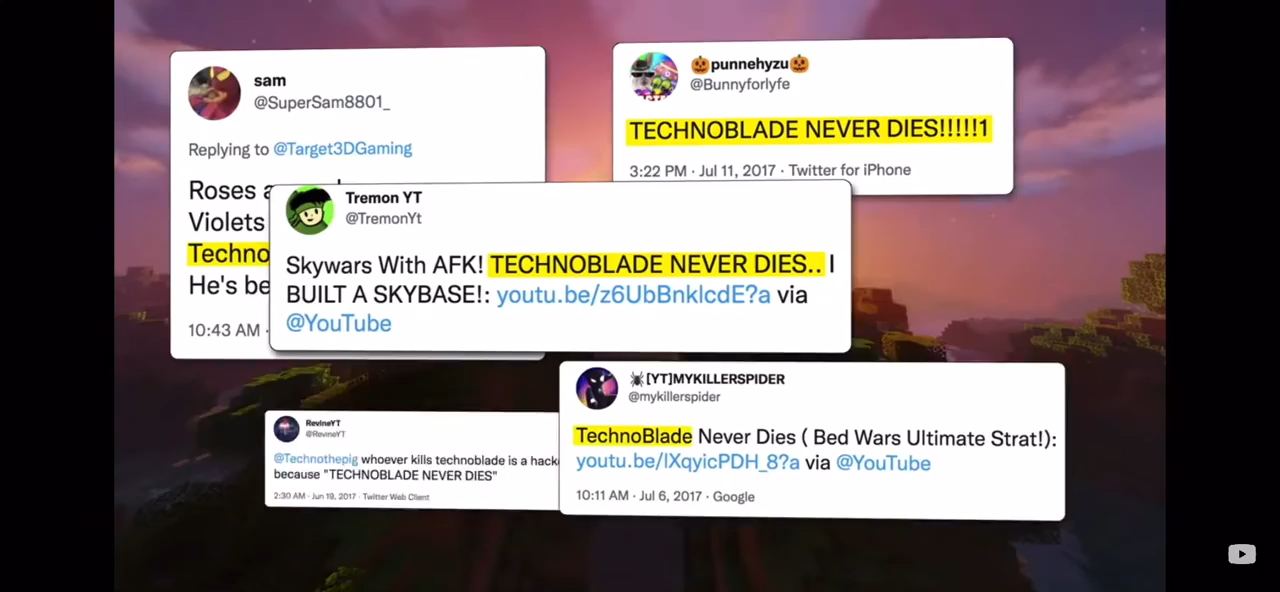 sam
@SuperSam8801_
Replying to @Target3DGaming
Roses
Violets
Techno
He's be
10:43 AM ·
🎃punnehyzu🎃
@Bunnyforlyfe
TECHNOBLADE NEVER DIES!!!!!1
3:22 PM · Jul 11, 2017 · Twitter for iPhone
Tremon YT
@TremonYt
Skywars With AFK! TECHNOBLADE NEVER DIES.. I
BUILT A SKYBASE!: youtu.be/z6UbBnklcdE?a via
@YouTube
RevineYT
@RevineYT
@Technothepig whoever kills technoblade is a hacke
because "TECHNOBLADE NEVER DIES"
2:30 AM · Jun 19, 2017 · Twitter Web Client
🕷[YT]MYKILLERSPIDER
@mykillerspider
TechnoBlade Never Dies ( Bed Wars Ultimate Strat!):
youtu.be/lXqyicPDH_8?a via @YouTube
10:11 AM · Jul 6, 2017 · Google